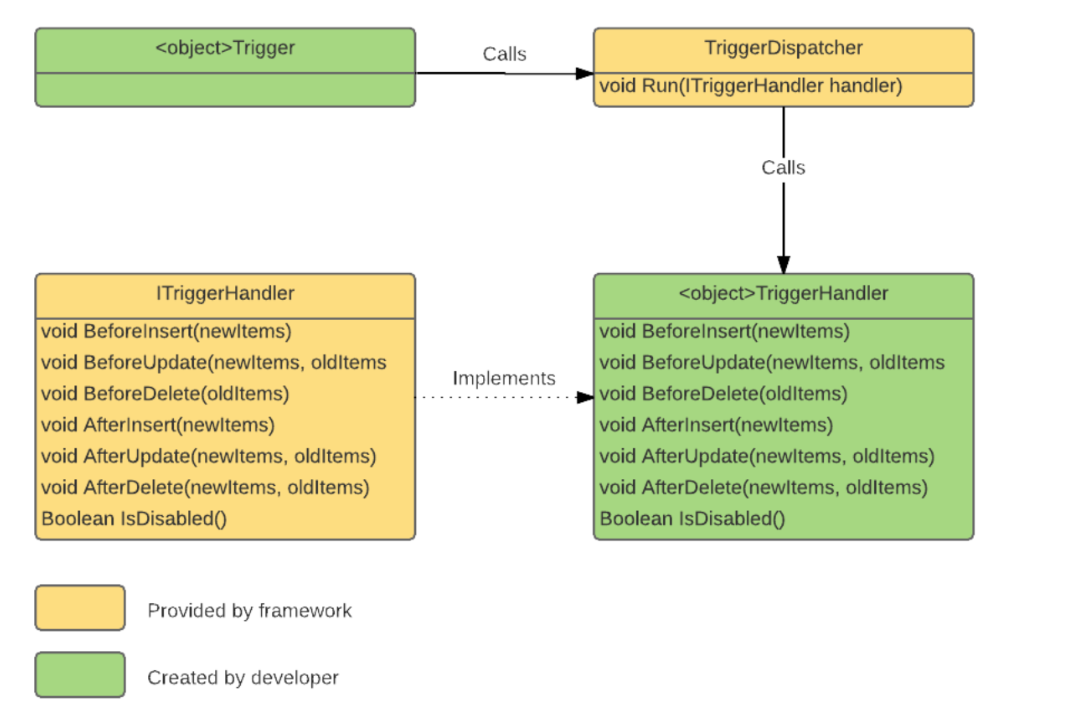 <object>Trigger
Calls
TriggerDispatcher
void Run(ITriggerHandler handler)
Calls
ITriggerHandler
void BeforeInsert(newItems)
void BeforeUpdate(newItems, oldItems
void BeforeDelete(oldItems)
void AfterInsert(newItems)
void AfterUpdate(newItems, oldItems)
void AfterDelete(newItems, oldItems)
Boolean IsDisabled()
Implements
<object>TriggerHandler
void BeforeInsert(newItems)
void BeforeUpdate(newItems, oldItems
void BeforeDelete(oldItems)
void AfterInsert(newItems)
void AfterUpdate(newItems, oldItems)
void AfterDelete(newItems, oldItems)
Boolean IsDisabled()
Provided by framework
Created by developer